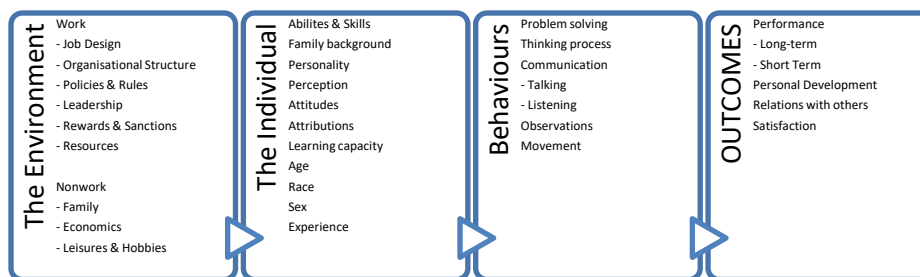 The Environment
Work
- Job Design
- Organisational Structure
- Policies & Rules
- Leadership
- Rewards & Sanctions
- Resources
Nonwork
- Family
- Economics
- Leisures & Hobbies
The Individual
Abilites & Skills
Family background
Personality
Perception
Attitudes
Attributions
Learning capacity
Age
Race
Sex
Experience
Behaviours
Problem solving
Thinking process
Communication
- Talking
- Listening
Observations
Movement
OUTCOMES
Performance
- Long-term
- Short Term
Personal Development
Relations with others
Satisfaction